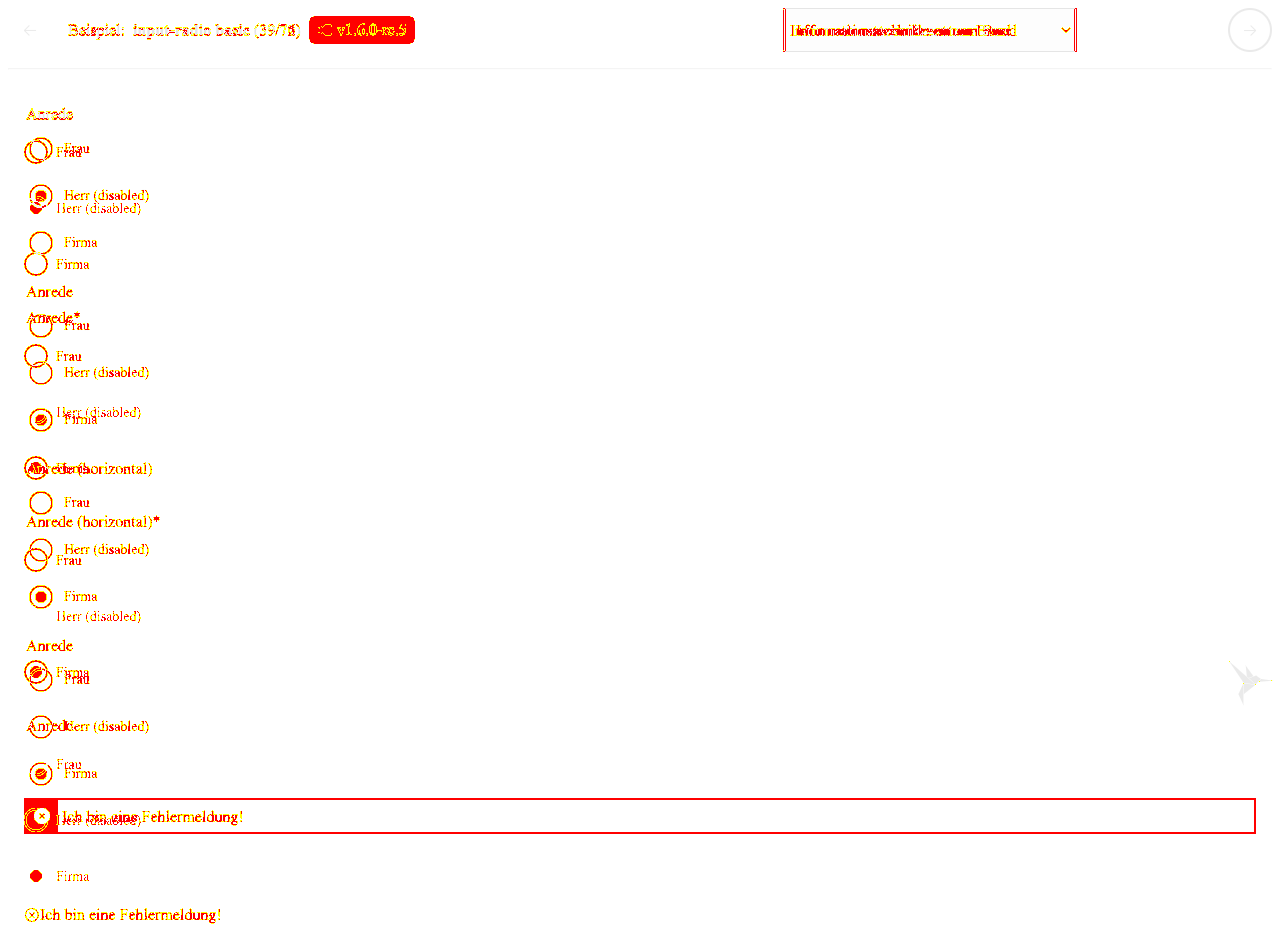 Beispiel: input-radio basic v1.6.0-rc.5
Anrede
Frau
Frau
Herr (disabled)
Herr (disabled)
Firma
Firma
Anrede
Anrede*
Frau
Frau
Herr (disabled)
Herr (disabled)
Firma
Anrede (horizontal)
Frau
Anrede (horizontal)*
Herr (disabled)
Frau
Firma
Herr (disabled)
Anrede
Firma
Frau
Anrede
Herr (disabled)
Frau
Firma
Ich bin eine Fehlermeldung!
Herr (disabled)
Firma
Ich bin eine Fehlermeldung!